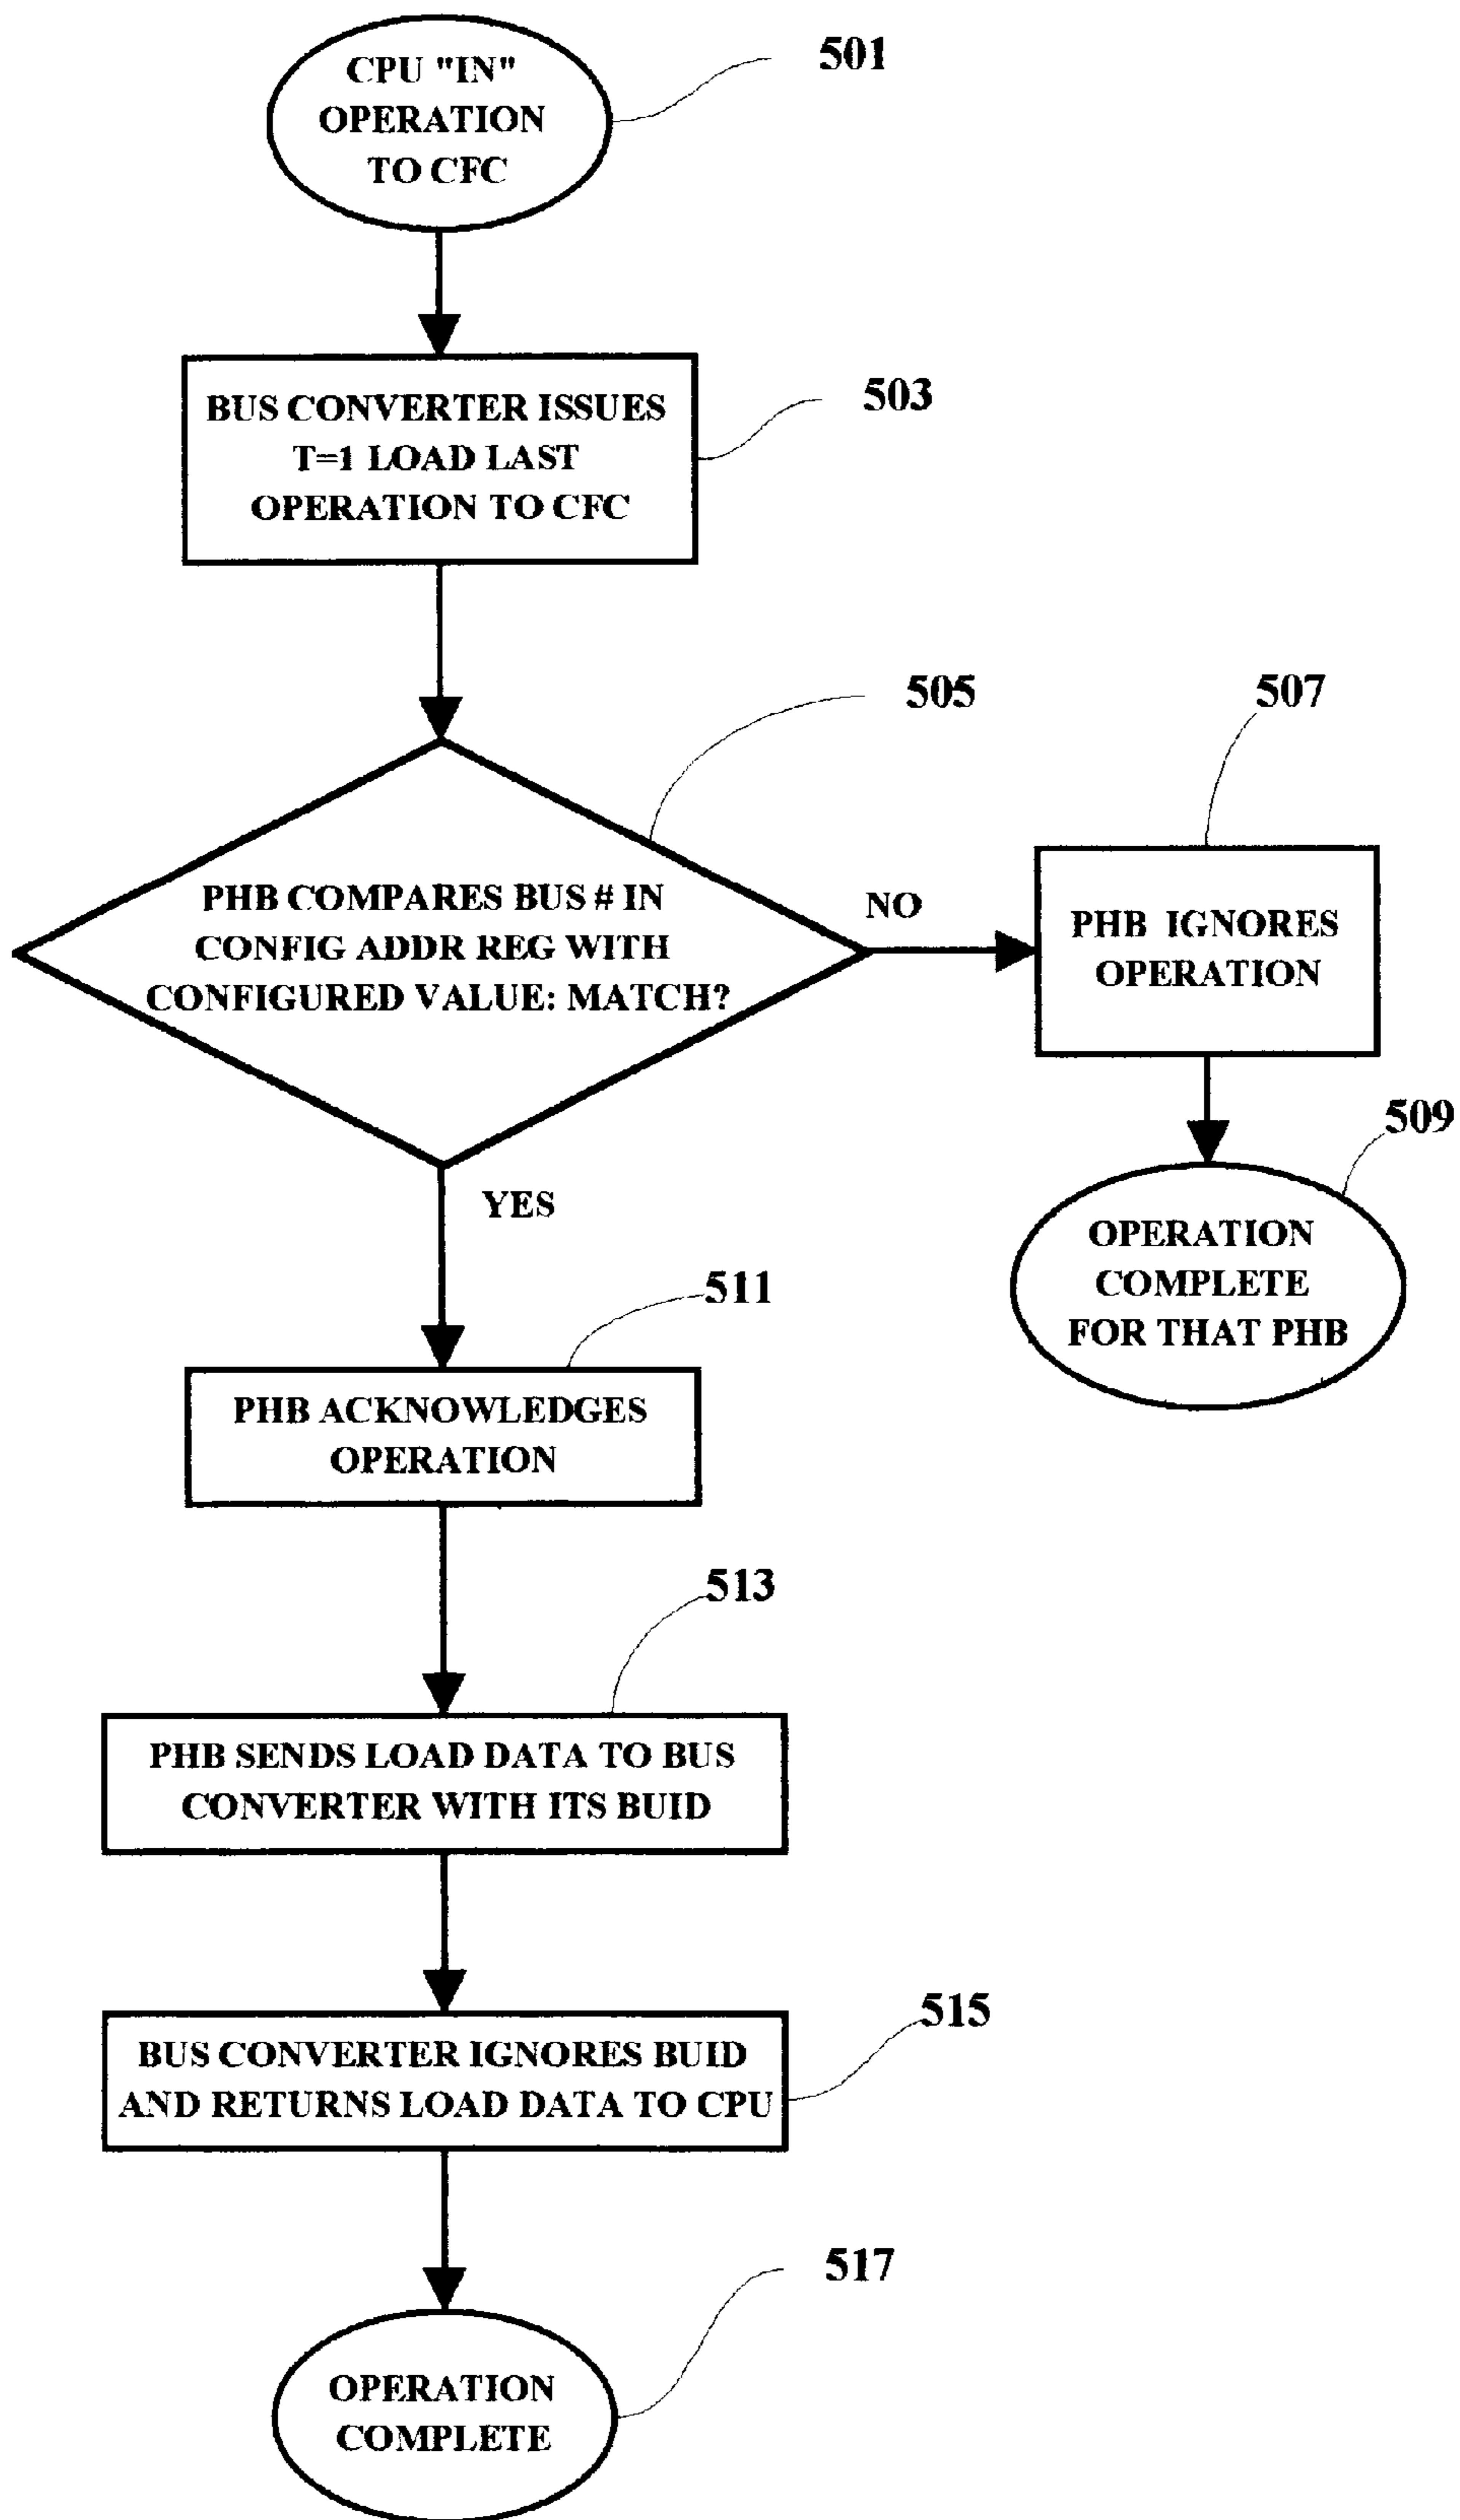 CPU "IN"
OPERATION
TO CFC
501
BUS CONVERTER ISSUES
T=1 LOAD LAST
OPERATION TO CFC
503
PHB COMPARES BUS # IN
CONFIG ADDR REG WITH
CONFIGURED VALUE: MATCH?
505
NO
507
PHB IGNORES
OPERATION
509
OPERATION
COMPLETE
FOR THAT PHB
YES
511
PHB ACKNOWLEDGES
OPERATION
513
PHB SENDS LOAD DATA TO BUS
CONVERTER WITH ITS BUID
515
BUS CONVERTER IGNORES BUID
AND RETURNS LOAD DATA TO CPU
517
OPERATION
COMPLETE